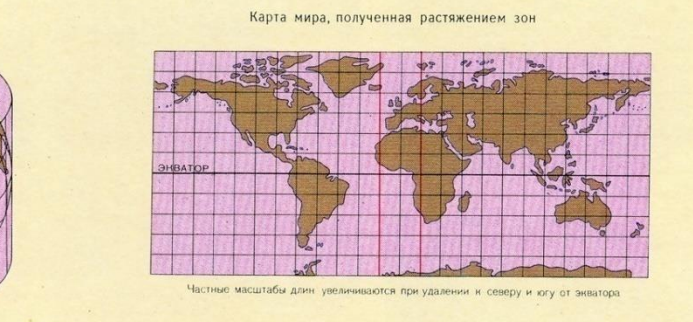 Карта мира, полученная растяжением зон
ЭКВАТОР
Частные масштабы длин увеличиваются при удалении к северу и югу от экватора